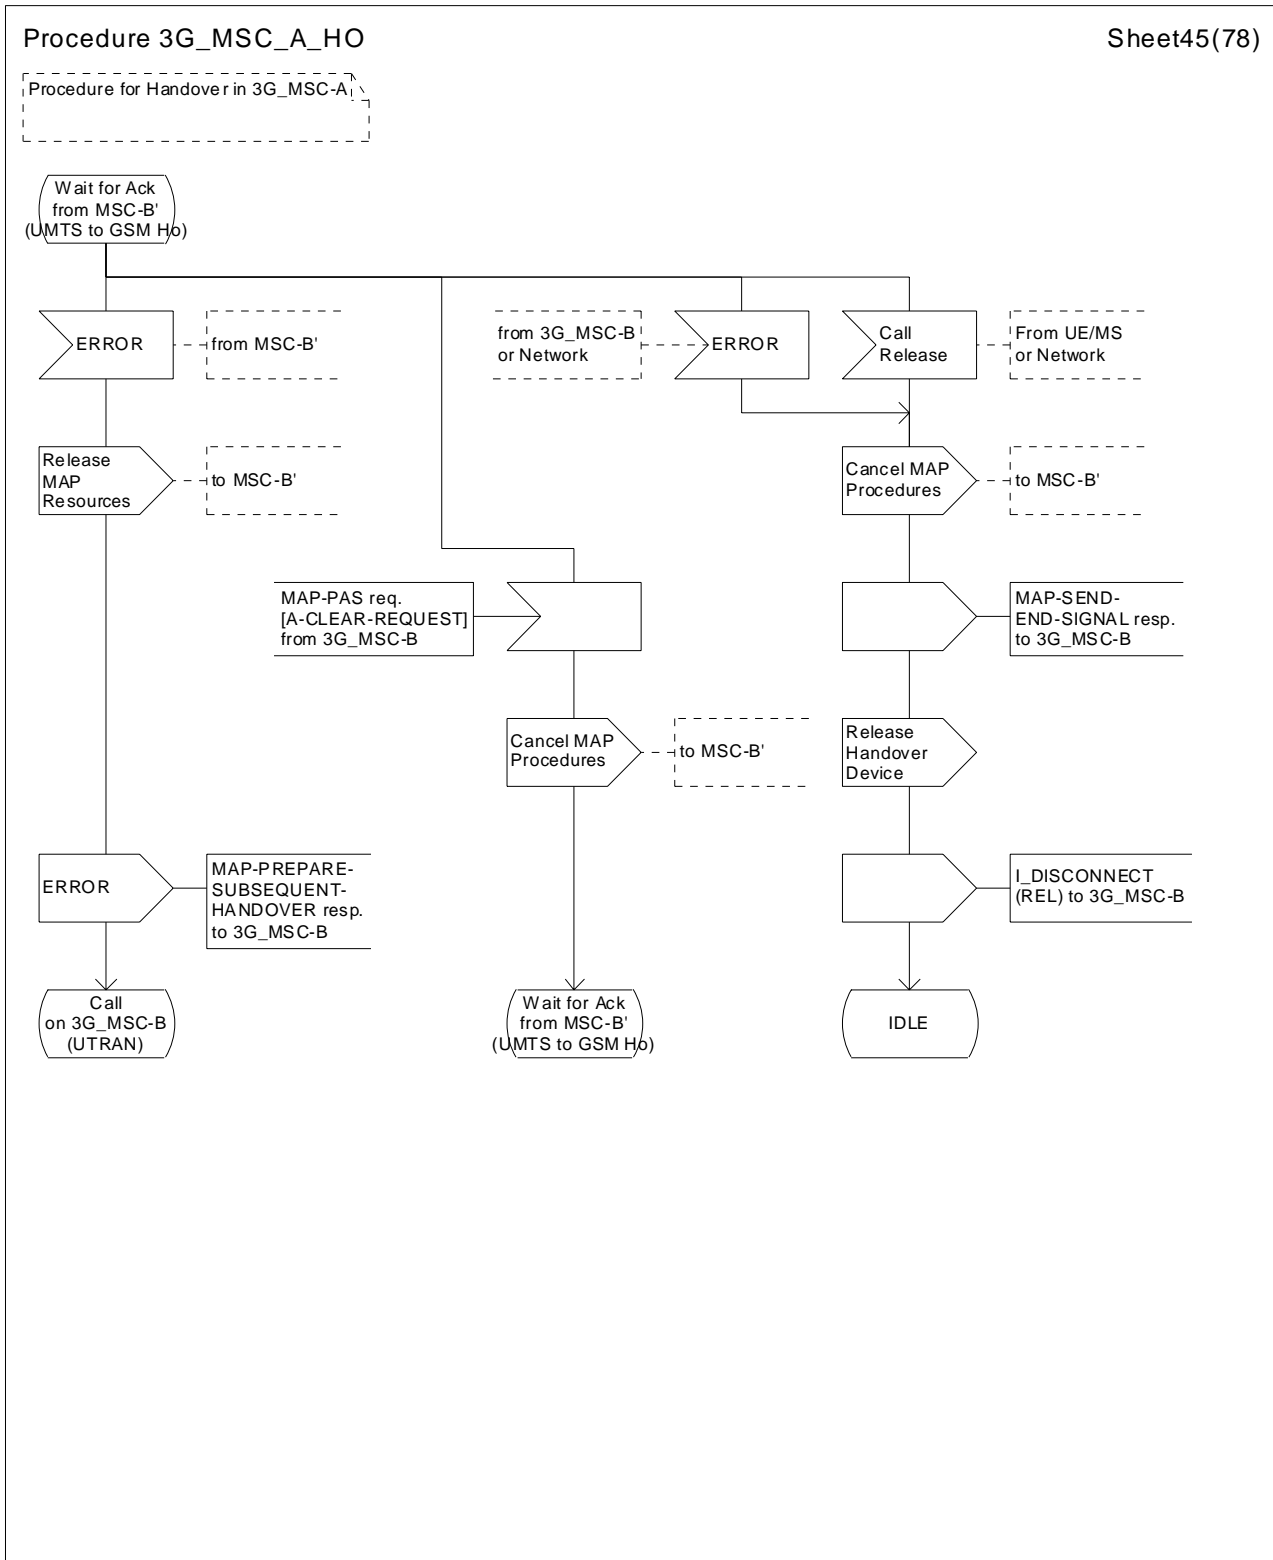 Procedure 3G_MSC_A_HO
Sheet45(78)
Procedure for Handover in 3G_MSC-A
Wait for Ack
from MSC-B'
(UMTS to GSM Ho)
ERROR
from MSC-B'
from 3G_MSC-B
or Network
ERROR
Call
Release
From UE/MS
or Network
Release
MAP
Resources
to MSC-B'
Cancel MAP
Procedures
to MSC-B'
MAP-PAS req.
[A-CLEAR-REQUEST]
from 3G_MSC-B
MAP-SEND-
END-SIGNAL resp.
to 3G_MSC-B
Cancel MAP
Procedures
to MSC-B'
Release
Handover
Device
ERROR
MAP-PREPARE-
SUBSEQUENT-
HANDOVER resp.
to 3G_MSC-B
I_DISCONNECT
(REL) to 3G_MSC-B
Call
on 3G_MSC-B
(UTRAN)
Wait for Ack
from MSC-B'
(UMTS to GSM Ho)
IDLE